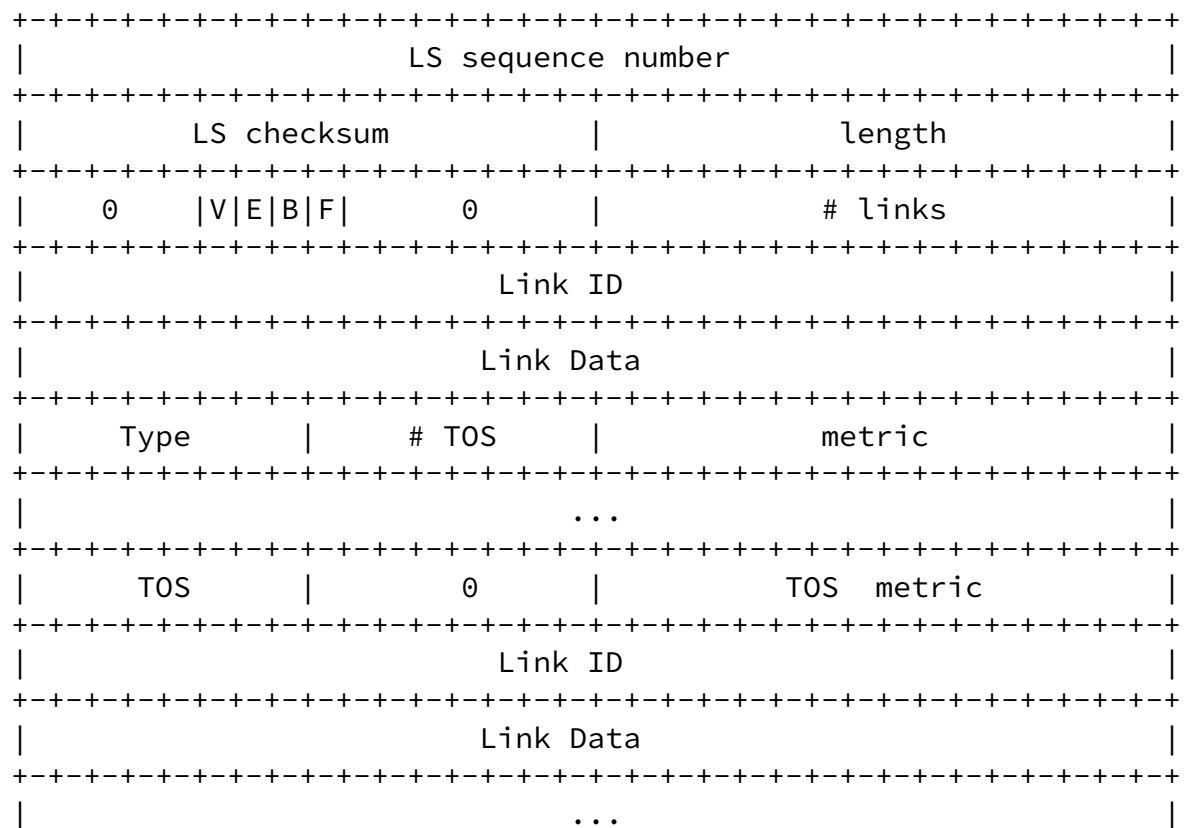 +-+-+-+-+-+-+-+-+-+-+-+-+-+-+-+-+-+-+-+-+-+-+-+-+-+-+-+-+-+-+-+-+
|                     LS sequence number                        |
+-+-+-+-+-+-+-+-+-+-+-+-+-+-+-+-+-+-+-+-+-+-+-+-+-+-+-+-+-+-+-+-+
|         LS checksum           |             length            |
+-+-+-+-+-+-+-+-+-+-+-+-+-+-+-+-+-+-+-+-+-+-+-+-+-+-+-+-+-+-+-+-+
|    0    |V|E|B|F|      0      |            # links            |
+-+-+-+-+-+-+-+-+-+-+-+-+-+-+-+-+-+-+-+-+-+-+-+-+-+-+-+-+-+-+-+-+
|                          Link ID                              |
+-+-+-+-+-+-+-+-+-+-+-+-+-+-+-+-+-+-+-+-+-+-+-+-+-+-+-+-+-+-+-+-+
|                         Link Data                             |
+-+-+-+-+-+-+-+-+-+-+-+-+-+-+-+-+-+-+-+-+-+-+-+-+-+-+-+-+-+-+-+-+
|     Type      |     # TOS     |            metric             |
+-+-+-+-+-+-+-+-+-+-+-+-+-+-+-+-+-+-+-+-+-+-+-+-+-+-+-+-+-+-+-+-+
|                              ...                              |
+-+-+-+-+-+-+-+-+-+-+-+-+-+-+-+-+-+-+-+-+-+-+-+-+-+-+-+-+-+-+-+-+
|      TOS      |        0      |          TOS  metric          |
+-+-+-+-+-+-+-+-+-+-+-+-+-+-+-+-+-+-+-+-+-+-+-+-+-+-+-+-+-+-+-+-+
|                          Link ID                              |
+-+-+-+-+-+-+-+-+-+-+-+-+-+-+-+-+-+-+-+-+-+-+-+-+-+-+-+-+-+-+-+-+
|                         Link Data                             |
+-+-+-+-+-+-+-+-+-+-+-+-+-+-+-+-+-+-+-+-+-+-+-+-+-+-+-+-+-+-+-+-+
|                              ...                              |